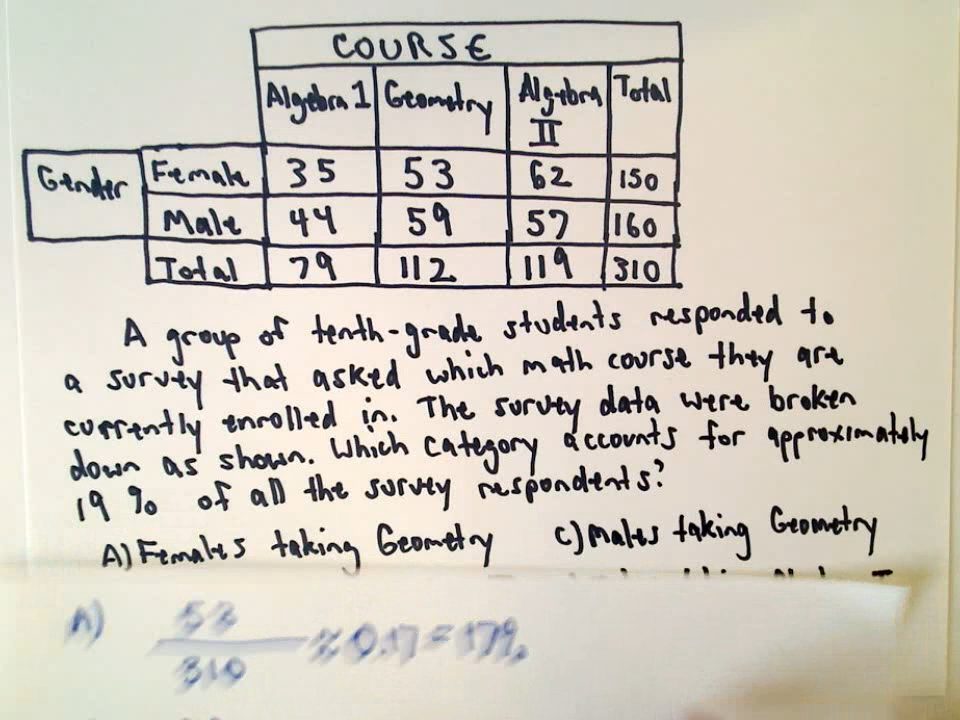 COURSE
Algebra 1 Geometry Algebra II Total
Gender Female 35 53 62 150
Male 44 59 57 160
Total 79 112 119 310
A group of tenth-grade students responded to
a survey that asked which math course they are
currently enrolled in. The survey data were broken
down as shown. Which category accounts for approximately
19% of all the survey respondents?
A) Females taking Geometry C) Males taking Geometry
A) 53/310 ≈ 0.17 = 17%